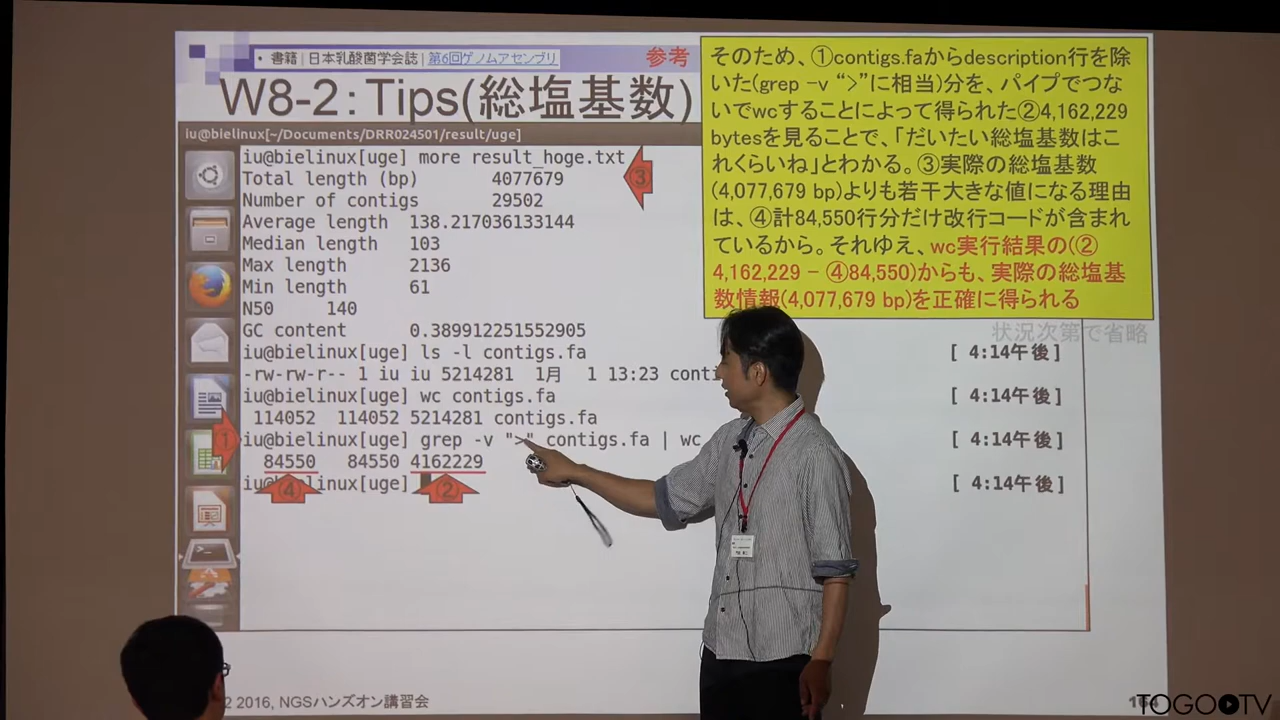 ・書籍 | 日本乳酸菌学会誌 | 第6回ゲノムアセンブリ
参考
W8-2：Tips(総塩基数)
そのため、①contigs.faからdescription行を除
いた(grep -v “>”に相当)分を、パイプでつな
いでwcすることによって得られた②4,162,229
bytesを見ることで、「だいたい総塩基数はこ
れくらいね」とわかる。③実際の総塩基数
(4,077,679 bp)よりも若干大きな値になる理由
は、④計84,550行分だけ改行コードが含まれ
ているから。それゆえ、wc実行結果の(②
4,162,229 – ④84,550)からも、実際の総塩基
数情報(4,077,679 bp)を正確に得られる
状況次第で省略
iu@bielinux[~/Documents/DRR024501/result/uge]
iu@bielinux[uge] more result_hoge.txt
③
Total length (bp) 4077679
Number of contigs 29502
Average length 138.217036133144
Median length 103
Max length 2136
Min length 61
N50 140
GC content 0.389912251552905
iu@bielinux[uge] ls -l contigs.fa [ 4:14午後]
-rw-rw-r-- 1 iu iu 5214281 1月 1 13:23 conti
iu@bielinux[uge] wc contigs.fa [ 4:14午後]
114052 114052 5214281 contigs.fa
① iu@bielinux[uge] grep -v ">" contigs.fa | wc
84550 84550 4162229
iu@bielinux[uge] [ 4:14午後]
④ ②
2016, NGSハンズオン講習会
TOGOTV